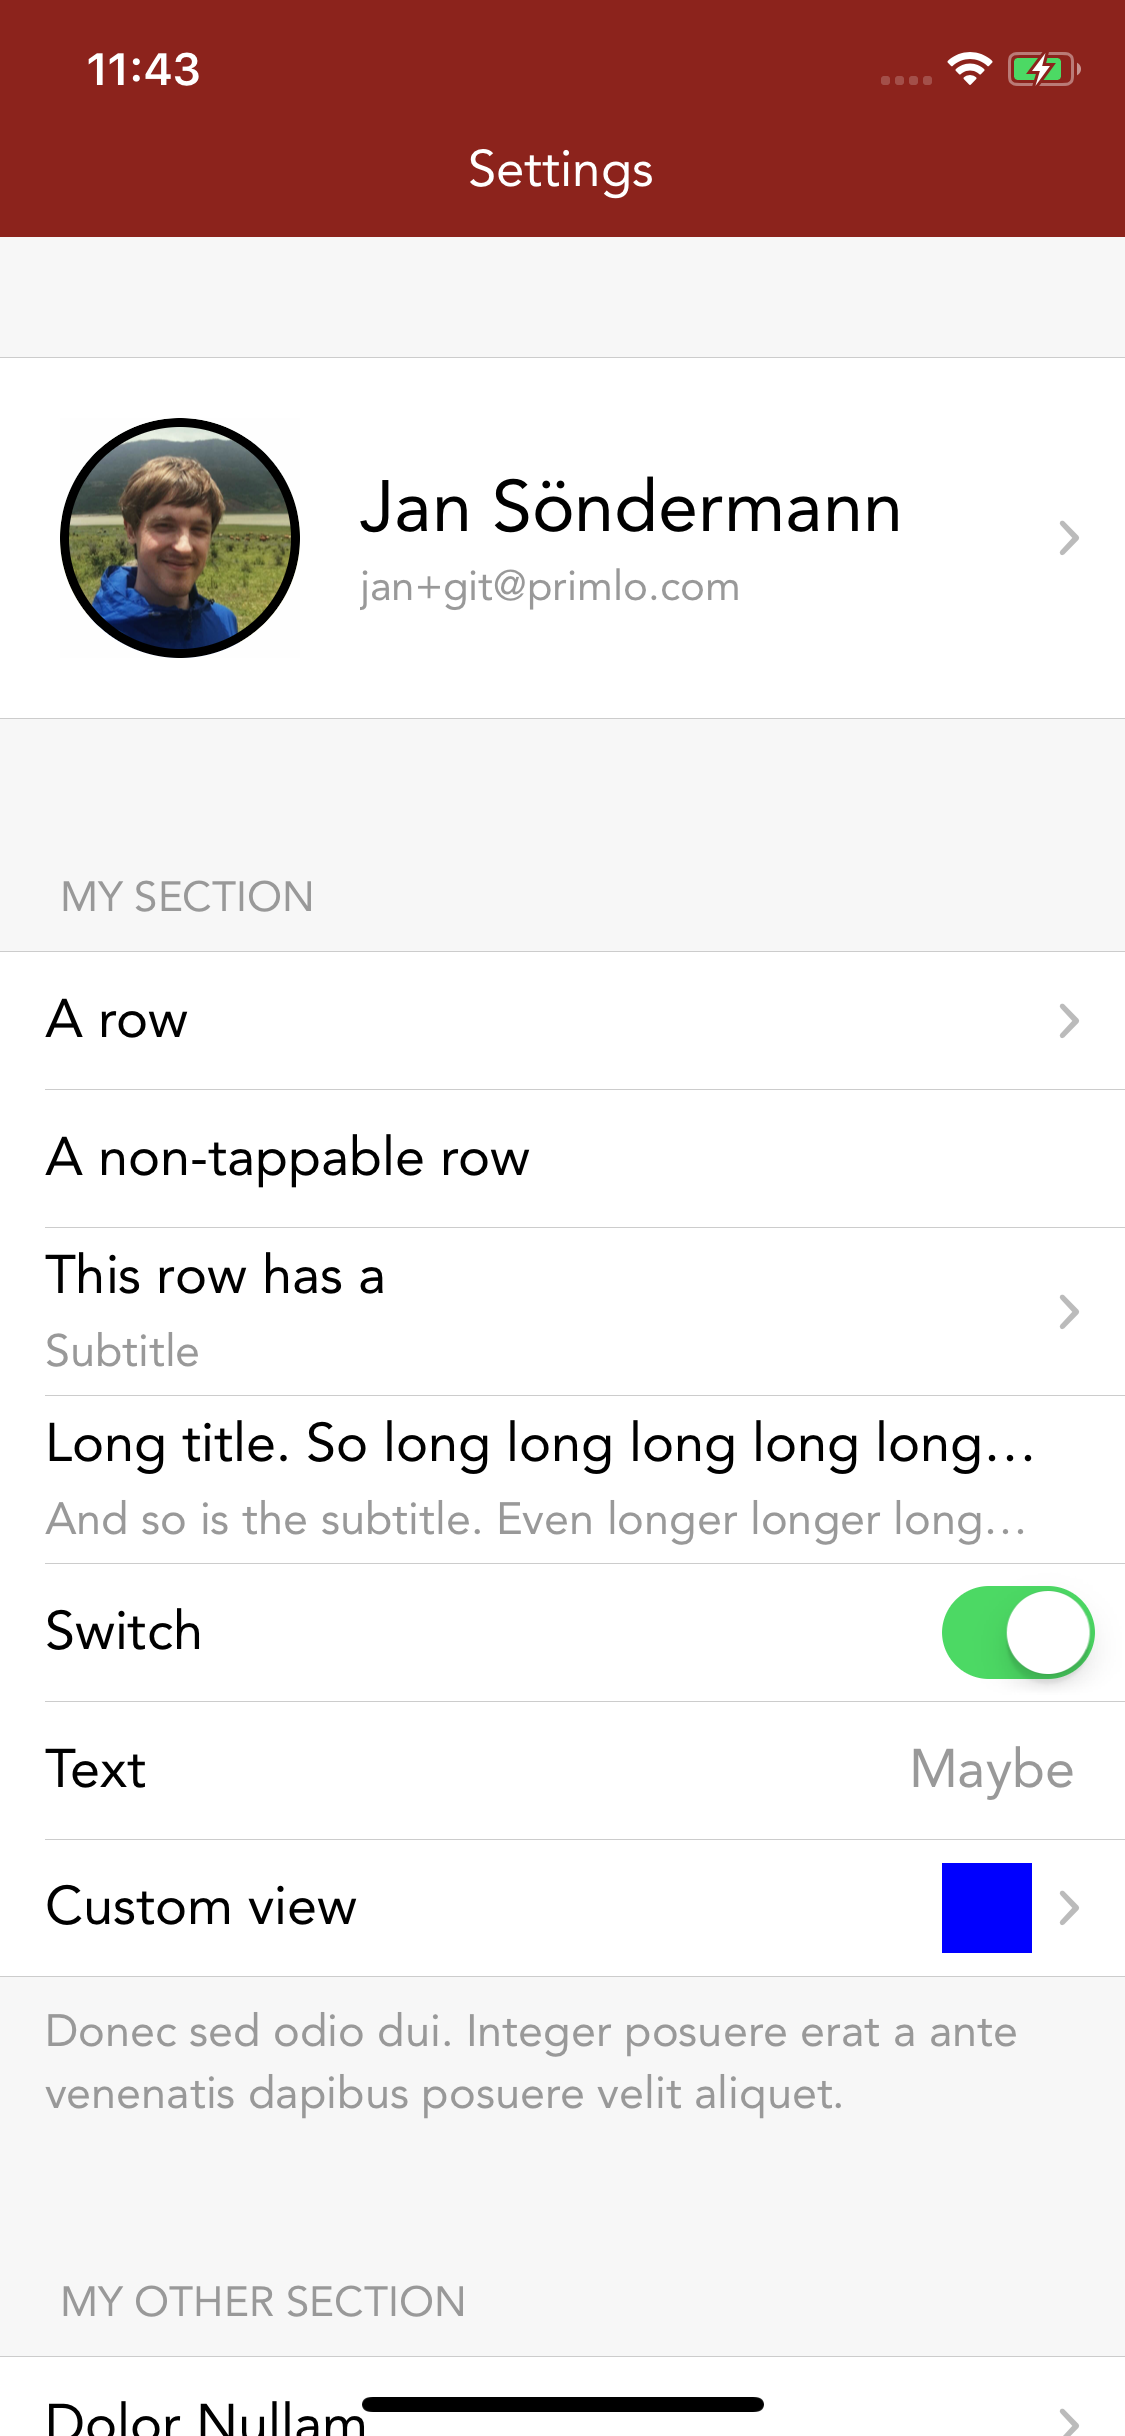 11:43
Settings
Jan Söndermann
jan+git@primlo.com
MY SECTION
A row
A non-tappable row
This row has a
Subtitle
Long title. So long long long long long…
And so is the subtitle. Even longer longer long…
Switch
Text Maybe
Custom view
Donec sed odio dui. Integer posuere erat a ante
venenatis dapibus posuere velit aliquet.
MY OTHER SECTION
Dolor Nullam